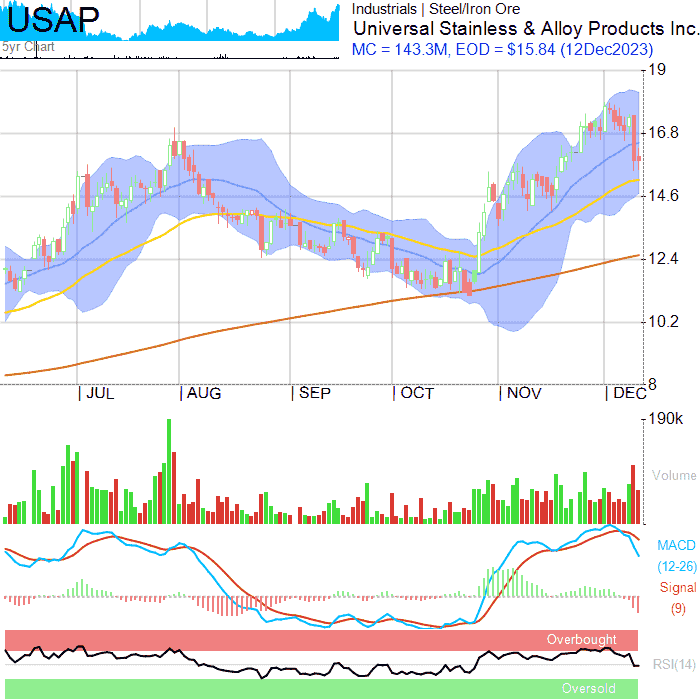 USAP
5yr Chart
Industrials | Steel/Iron Ore
Universal Stainless & Alloy Products Inc.
MC = 143.3M, EOD = $15.84 (12Dec2023)
19
16.8
14.6
12.4
10.2
8
| JUL | AUG | SEP | OCT | NOV | DEC
190k
Volume
MACD
(12-26)
Signal
(9)
Overbought
RSI(14)
Oversold